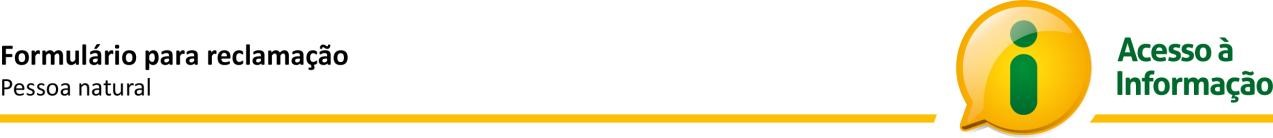 Formulário para reclamação
Pessoa natural
Acesso à
Informação